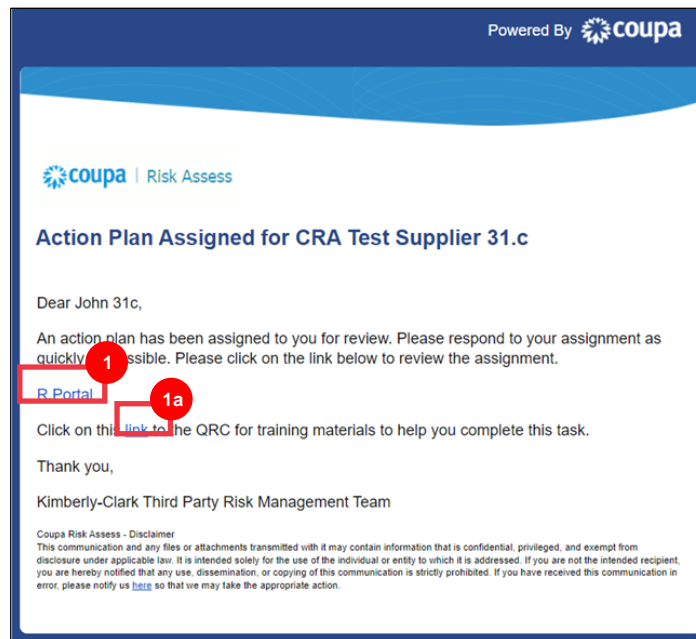 Powered By coupa
coupa | Risk Assess
Action Plan Assigned for CRA Test Supplier 31.c
Dear John 31c,
An action plan has been assigned to you for review. Please respond to your assignment as
quickly ssible. Please click on the link below to review the assignment.
1
R Portal
1a
Click on this link to the QRC for training materials to help you complete this task.
Thank you,
Kimberly-Clark Third Party Risk Management Team
Coupa Risk Assess - Disclaimer
This communication and any files or attachments transmitted with it may contain information that is confidential, privileged, and exempt from
disclosure under applicable law. It is intended solely for the use of the individual or entity to which it is addressed. If you are not the intended recipient,
you are hereby notified that any use, dissemination, or copying of this communication is strictly prohibited. If you have received this communication in
error, please notify us here so that we may take the appropriate action.